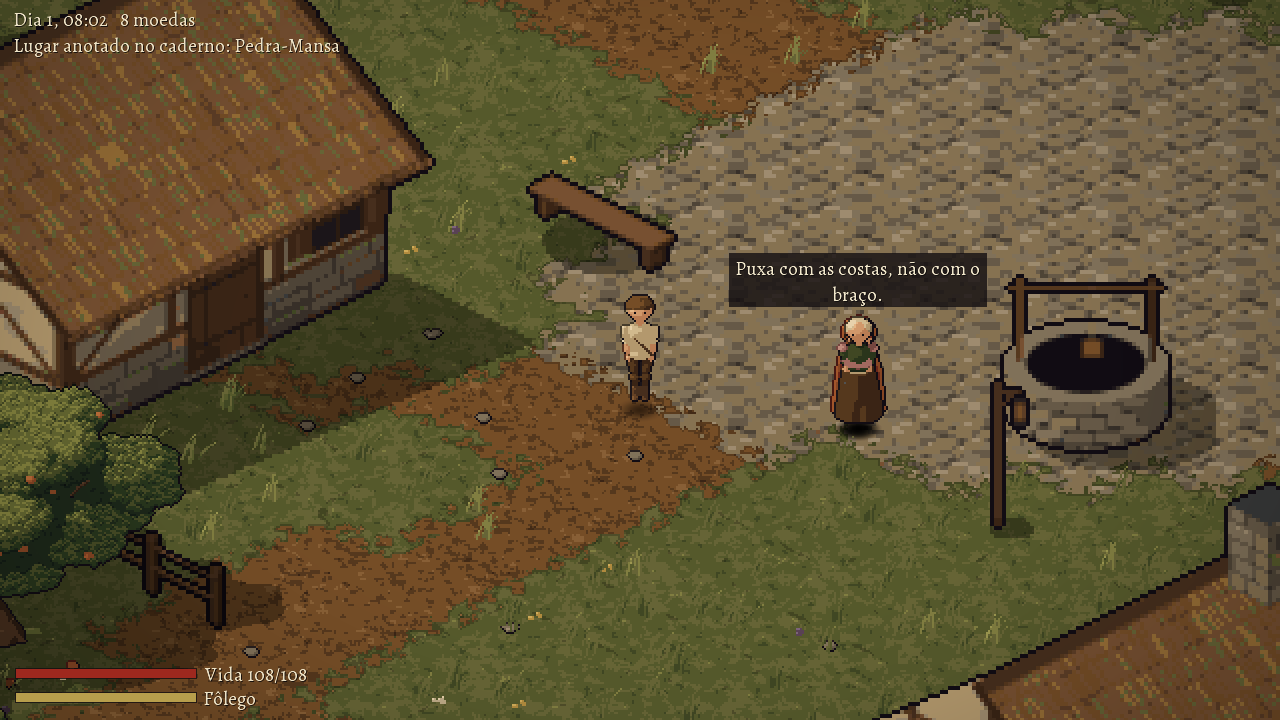 Dia 1, 08:02 8 moedas
Lugar anotado no caderno: Pedra-Mansa
Puxa com as costas, não com o
braço.
Vida 108/108
Fôlego